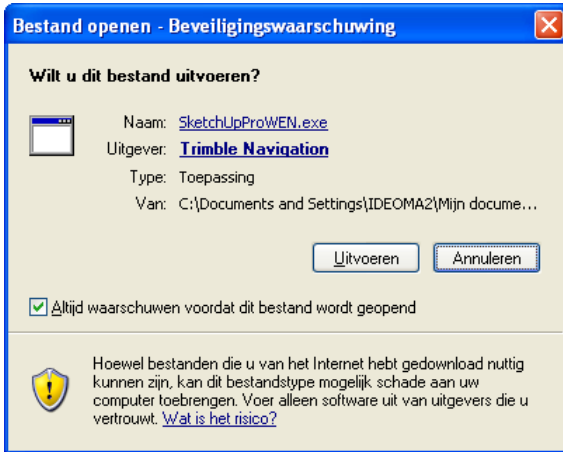 Bestand openen - Beveiligingswaarschuwing
Wilt u dit bestand uitvoeren?
Naam: SketchUpProWEN.exe
Uitgever: Trimble Navigation
Type: Toepassing
Van: C:\Documents and Settings\IDEOMA2\Mijn docume...
Uitvoeren Annuleren
Altijd waarschuwen voordat dit bestand wordt geopend
Hoewel bestanden die u van het Internet hebt gedownload nuttig
kunnen zijn, kan dit bestandstype mogelijk schade aan uw
computer toebrengen. Voer alleen software uit van uitgevers die u
vertrouwt. Wat is het risico?